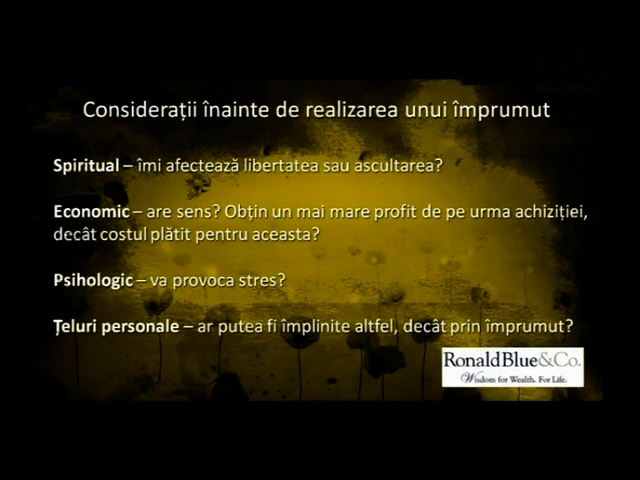 Considerații înainte de realizarea unui împrumut
Spiritual – îmi afectează libertatea sau ascultarea?
Economic – are sens? Obțin un mai mare profit de pe urma achiziției,
decât costul plătit pentru aceasta?
Psihologic – va provoca stres?
Țeluri personale – ar putea fi împlinite altfel, decât prin împrumut?
RonaldBlue&Co.
Wisdom for Wealth. For Life.